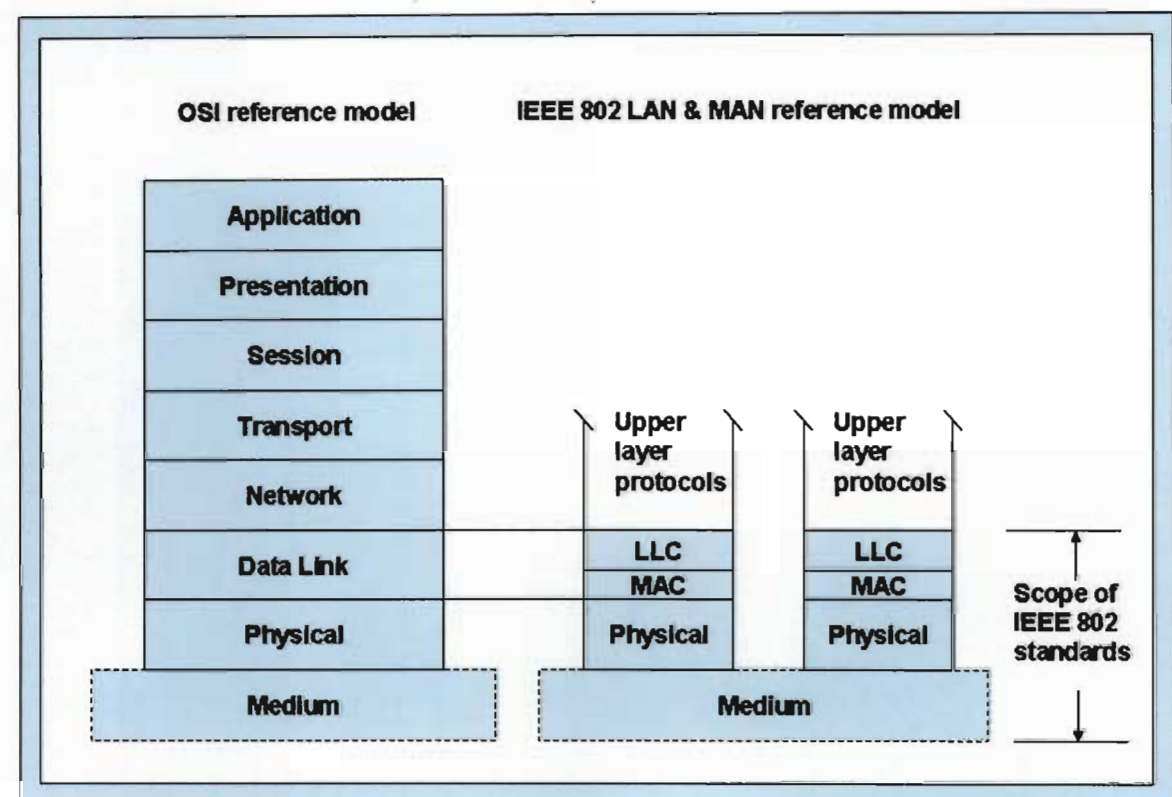 OSI reference model
IEEE 802 LAN & MAN reference model
Application
Presentation
Session
Transport
Network
Data Link
Physical
Medium
Upper
layer
protocols
LLC
MAC
Physical
Upper
layer
protocols
LLC
MAC
Physical
Medium
Scope of
IEEE 802
standards